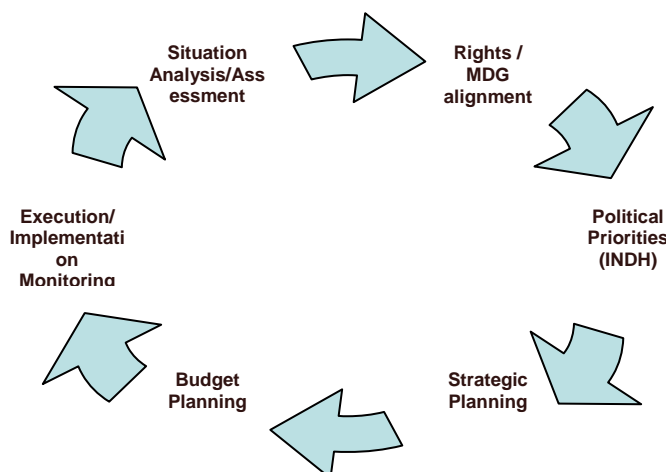 Situation
Analysis/Ass
essment
Rights /
MDG
alignment
Political
Priorities
(INDH)
Strategic
Planning
Budget
Planning
Execution/
Implementati
on
Monitoring